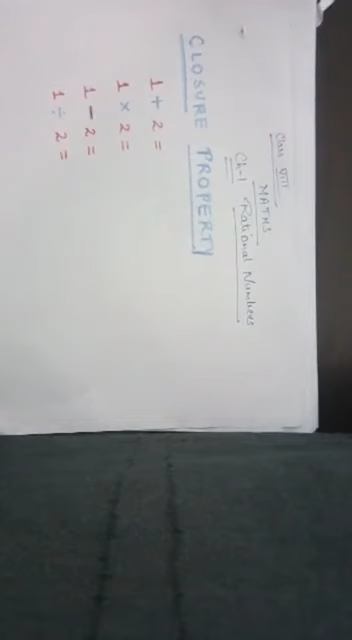 Class VIII
MATHS
Ch-1 Rational Numbers
CLOSURE PROPERTY
1 + 2 =
1 × 2 =
1 - 2 =
1 ÷ 2 =